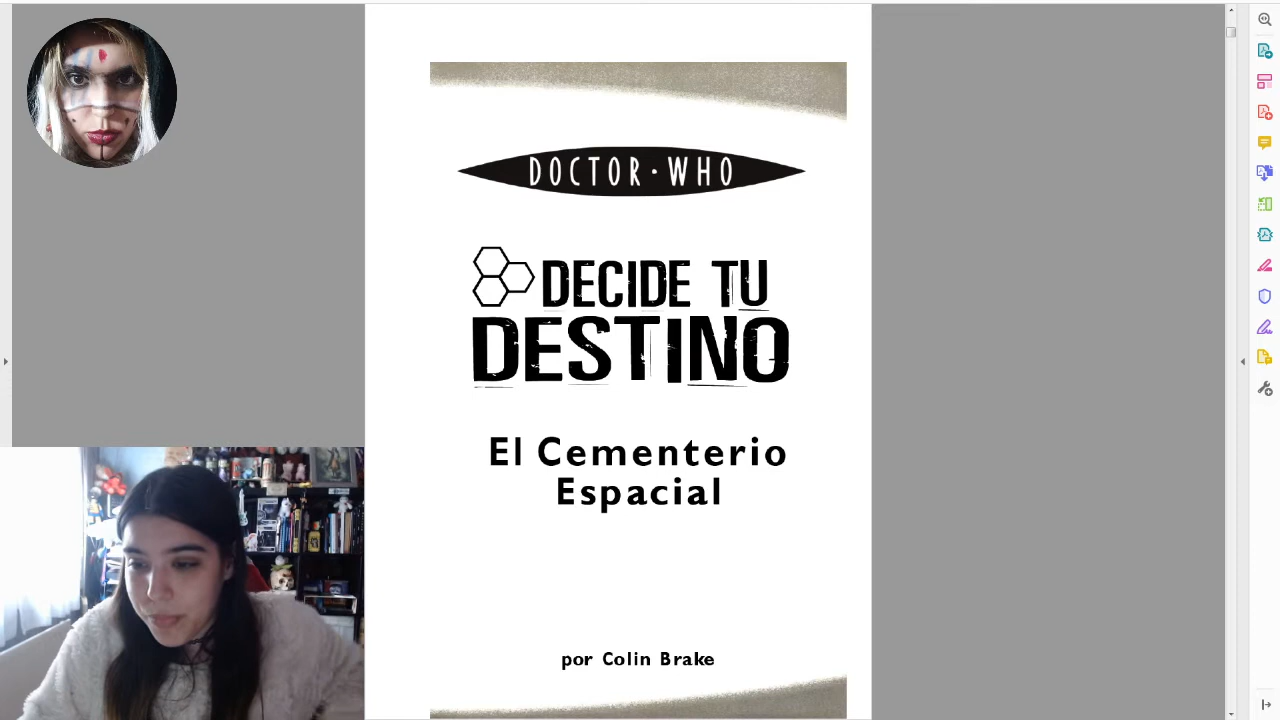 DOCTOR·WHO
DECIDE TU
DESTINO
El Cementerio
Espacial
por Colin Brake